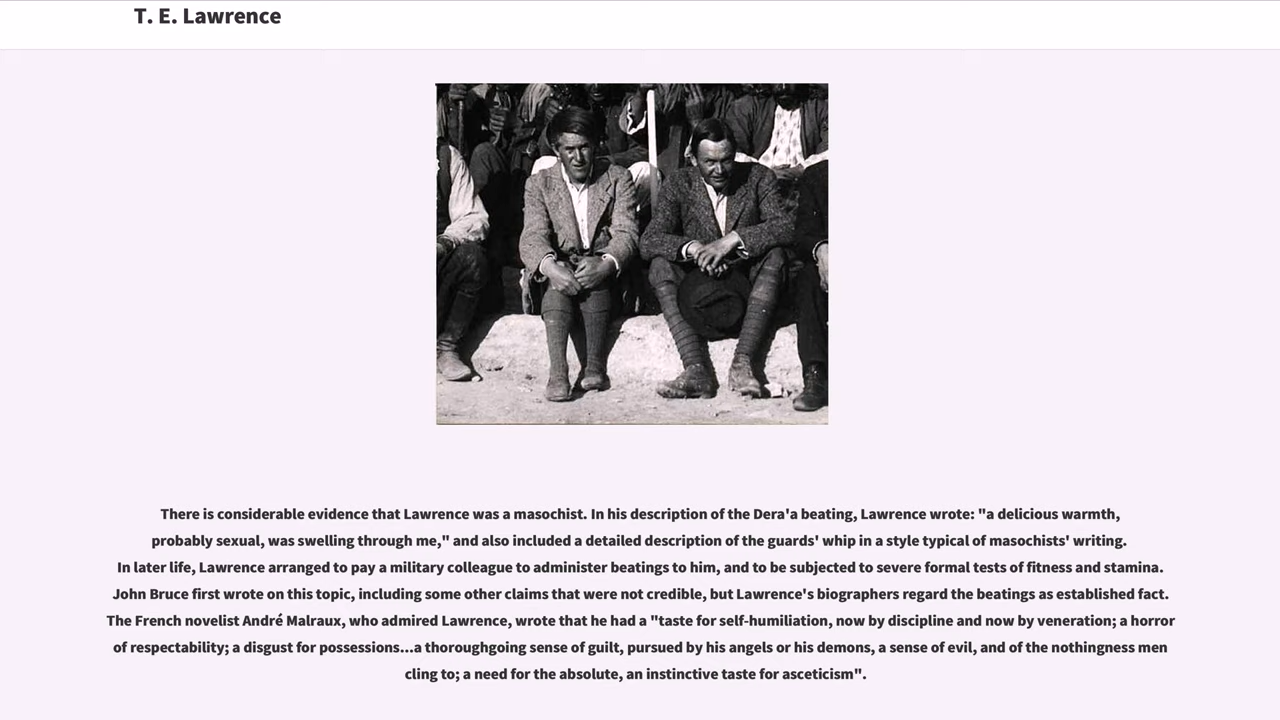 T. E. Lawrence
There is considerable evidence that Lawrence was a masochist. In his description of the Dera'a beating, Lawrence wrote: "a delicious warmth,
probably sexual, was swelling through me," and also included a detailed description of the guards' whip in a style typical of masochists' writing.
In later life, Lawrence arranged to pay a military colleague to administer beatings to him, and to be subjected to severe formal tests of fitness and stamina.
John Bruce first wrote on this topic, including some other claims that were not credible, but Lawrence's biographers regard the beatings as established fact.
The French novelist André Malraux, who admired Lawrence, wrote that he had a "taste for self-humiliation, now by discipline and now by veneration; a horror
of respectability; a disgust for possessions...a thoroughgoing sense of guilt, pursued by his angels or his demons, a sense of evil, and of the nothingness men
cling to; a need for the absolute, an instinctive taste for asceticism".